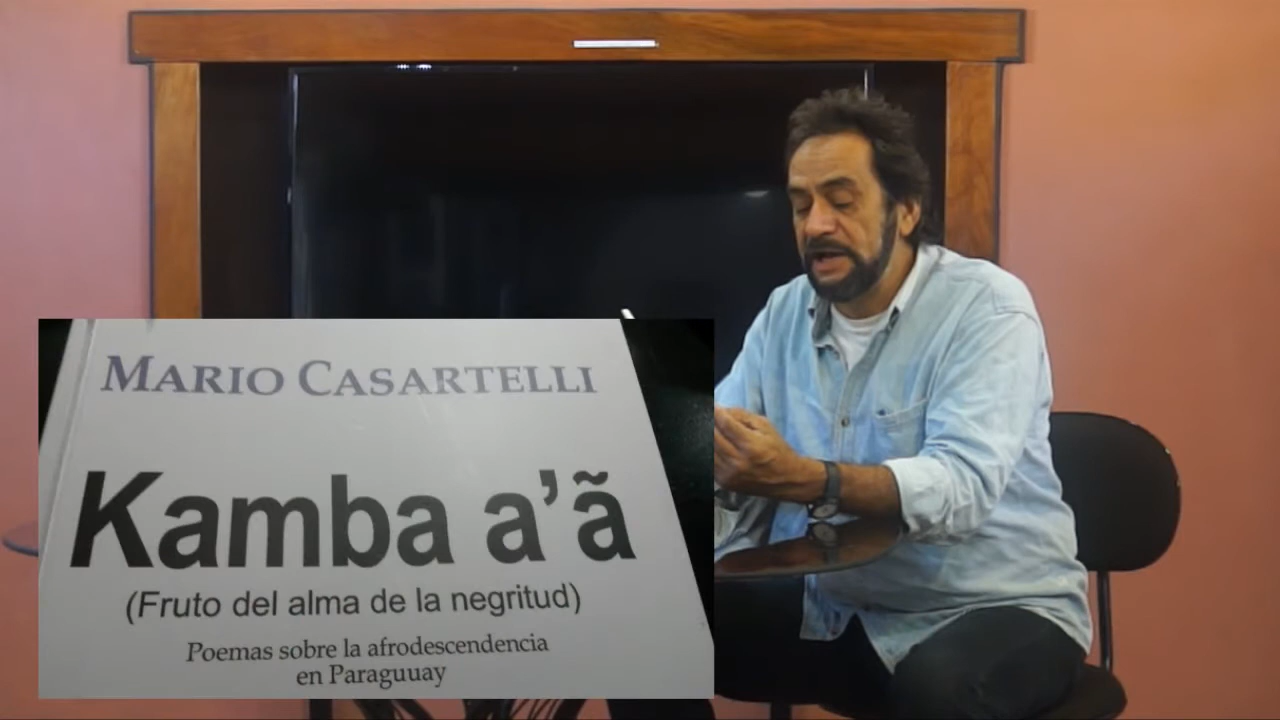 MARIO CASARTELLI
Kamba a'ã
(Fruto del alma de la negritud)
Poemas sobre la afrodescendencia
en Paraguuay